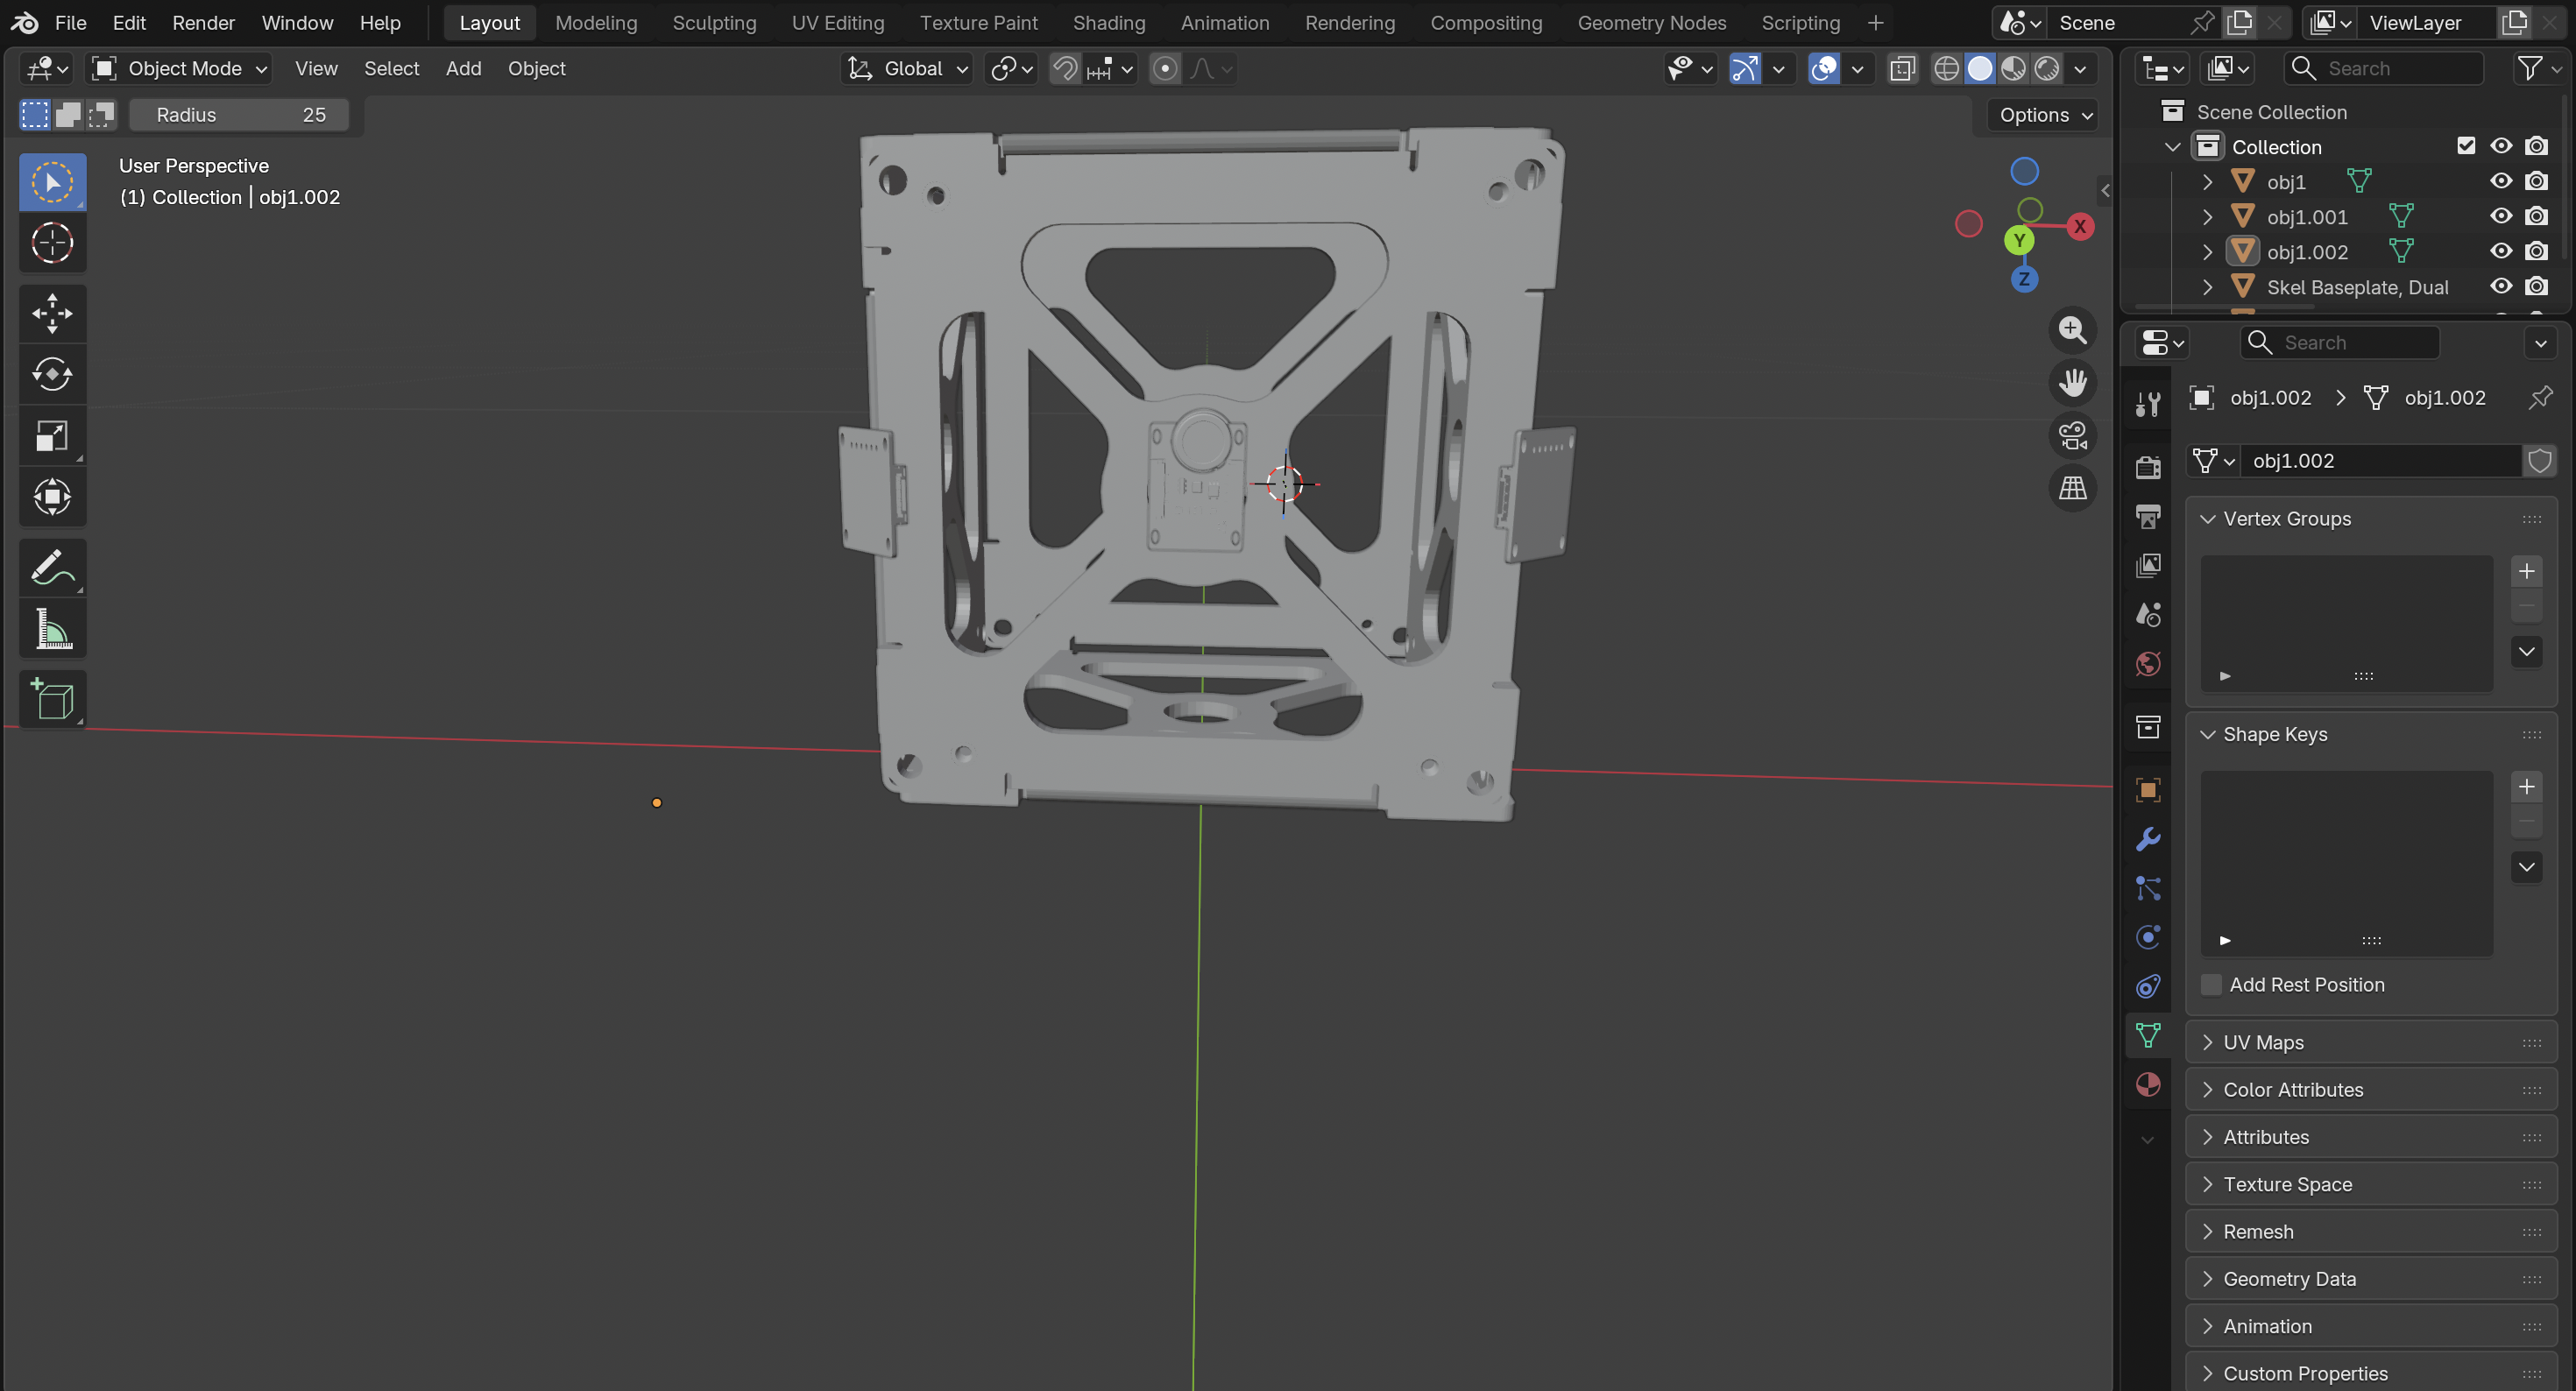 File Edit Render Window Help Layout Modeling Sculpting UV Editing Texture Paint Shading Animation Rendering Compositing Geometry Nodes Scripting + Scene ViewLayer
Object Mode View Select Add Object Global Search
Radius 25 Options
User Perspective
(1) Collection | obj1.002
X
Y
Z
Scene Collection
Collection
obj1
obj1.001
obj1.002
Skel Baseplate, Dual
Search
obj1.002 > obj1.002
obj1.002
Vertex Groups
Shape Keys
Add Rest Position
UV Maps
Color Attributes
Attributes
Texture Space
Remesh
Geometry Data
Animation
Custom Properties